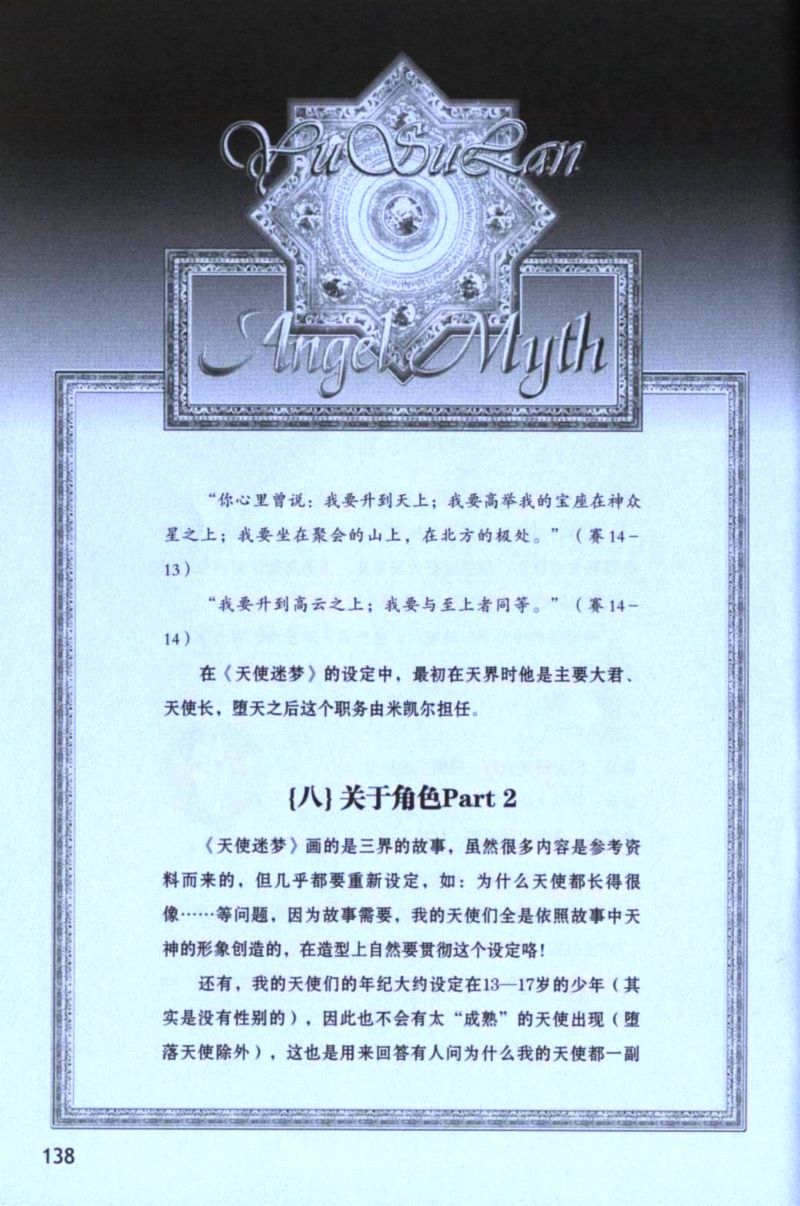 YuSuLan
Angel Myth
“你心里曾说：我要升到天上；我要高举我的宝座在神众
星之上；我要坐在聚会的山上，在北方的极处。”（赛14-
13）
“我要升到高云之上；我要与至上者同等。”（赛14-
14）
在《天使迷梦》的设定中，最初在天界时他是主要大君、
天使长，堕天之后这个职务由米凯尔担任。
{八} 关于角色Part 2
《天使迷梦》画的是三界的故事，虽然很多内容是参考资
料而来的，但几乎都要重新设定，如：为什么天使都长得很
像……等问题，因为故事需要，我的天使们全是依照故事中天
神的形象创造的，在造型上自然要贯彻这个设定咯！
还有，我的天使们的年纪大约设定在13—17岁的少年（其
实是没有性别的），因此也不会有太“成熟”的天使出现（堕
落天使除外），这也是用来回答有人问为什么我的天使都一副
138